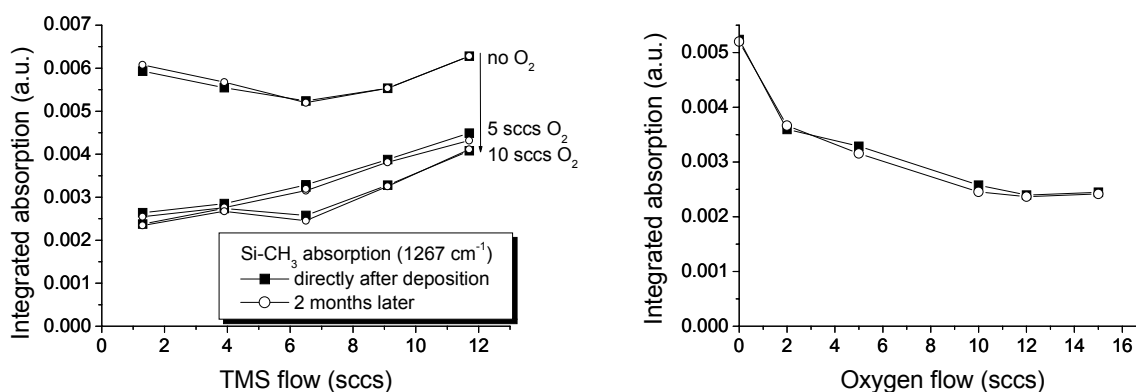 Integrated absorption (a.u.)
0.007
0.006
0.005
0.004
0.003
0.002
0.001
0.000
no O₂
5 sccs O₂
10 sccs O₂
Si-CH₃ absorption (1267 cm⁻¹)
directly after deposition
2 months later
0 2 4 6 8 10 12
TMS flow (sccs)
Integrated absorption (a.u.)
0.005
0.004
0.003
0.002
0.001
0.000
0 2 4 6 8 10 12 14 16
Oxygen flow (sccs)